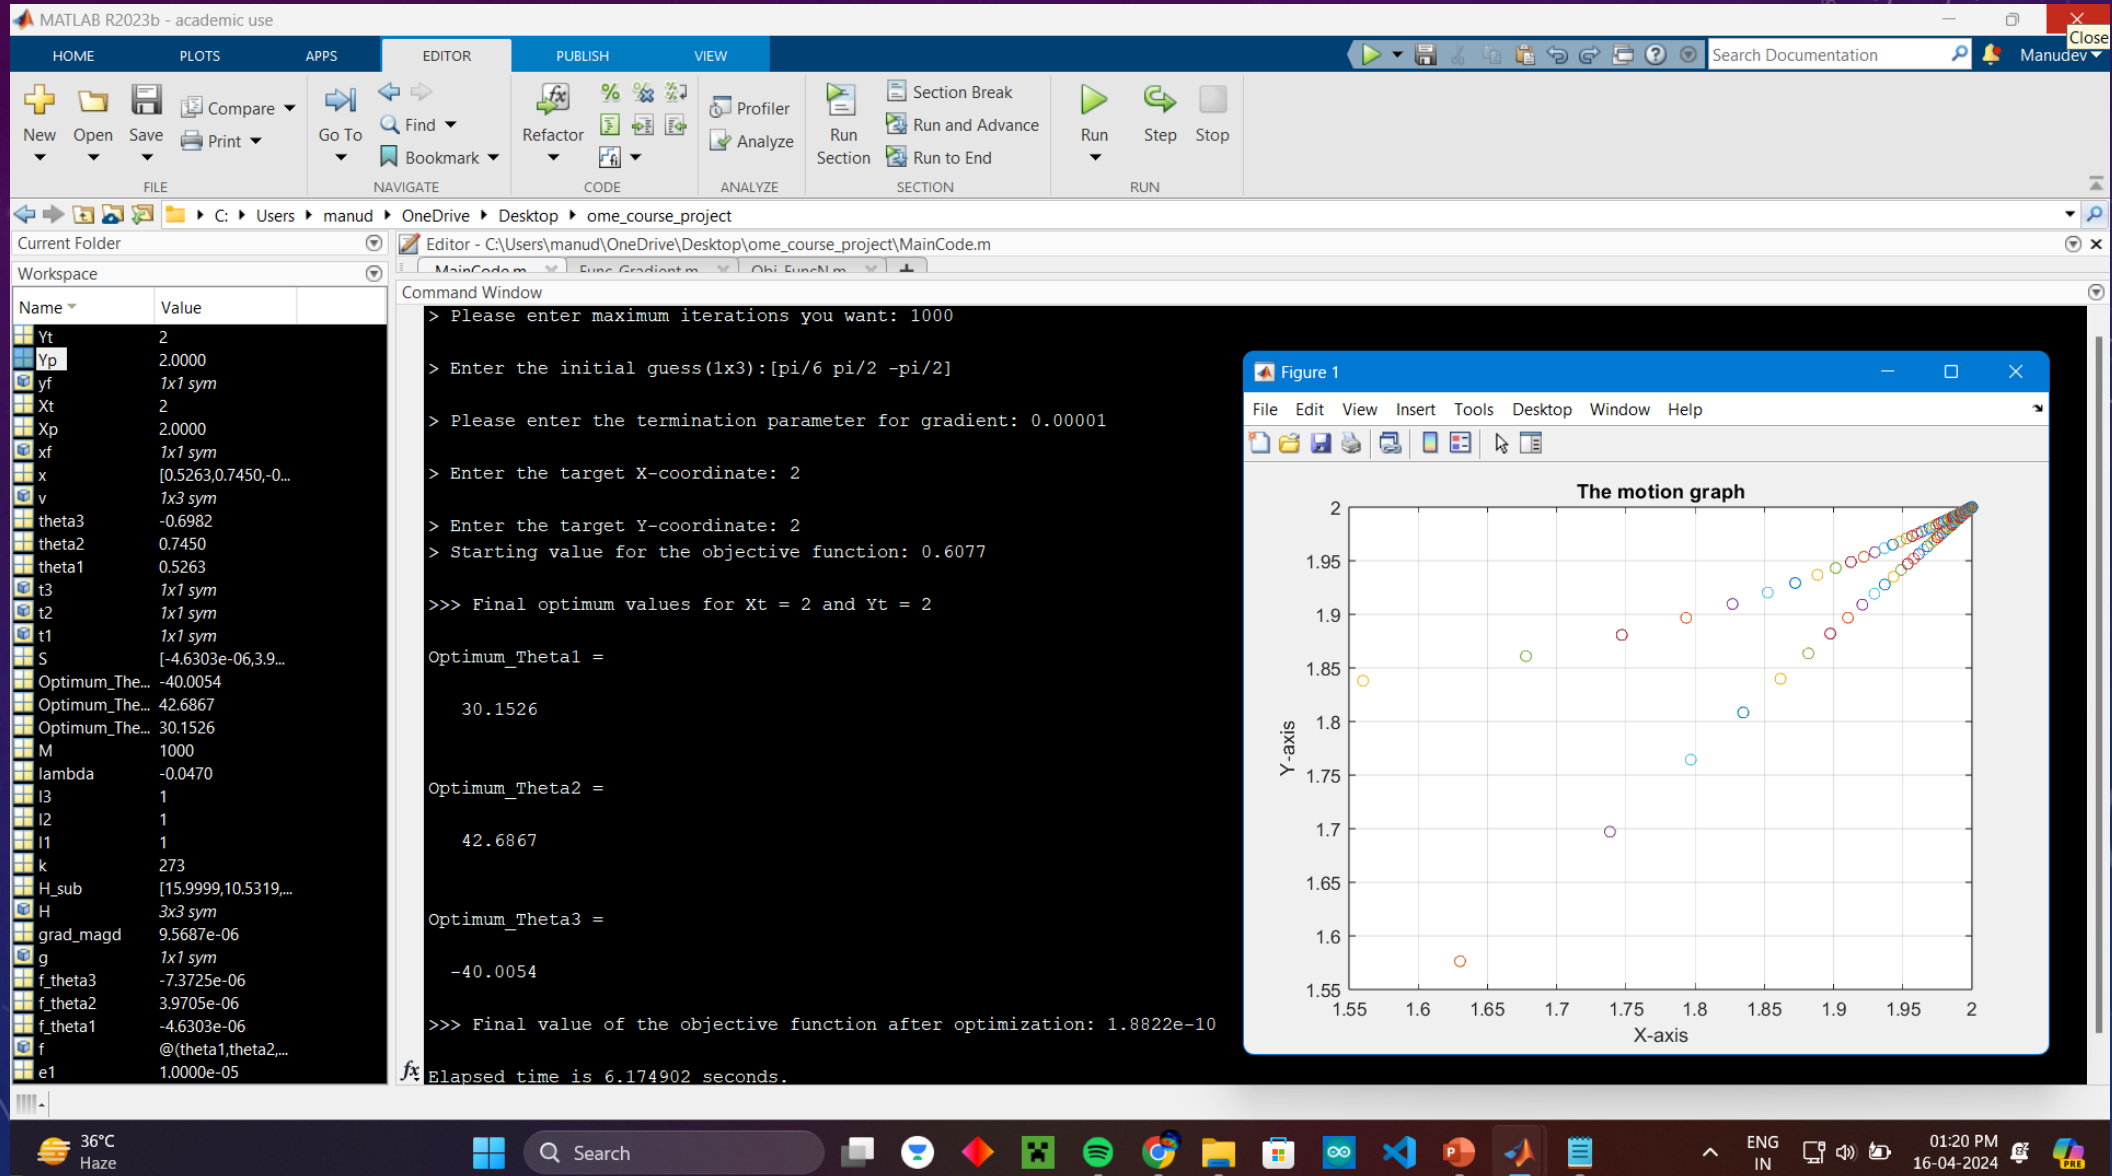 MATLAB R2023b - academic use
Close
HOME PLOTS APPS EDITOR PUBLISH VIEW
Search Documentation
Manudev
New Open Save Compare Print
FILE
Go To Find Bookmark
NAVIGATE
Refactor
CODE
Profiler
Analyze
ANALYZE
Run Section
Section Break
Run and Advance
Run to End
SECTION
Run Step Stop
RUN
C: Users manud OneDrive Desktop ome_course_project
Current Folder
Editor - C:\Users\manud\OneDrive\Desktop\ome_course_project\MainCode.m
MainCode.m Func_Gradient.m Obj_FuncN.m
Workspace
Name Value
Yt 2
Yp 2.0000
yf 1x1 sym
Xt 2
Xp 2.0000
xf 1x1 sym
x [0.5263,0.7450,-0...
v 1x3 sym
theta3 -0.6982
theta2 0.7450
theta1 0.5263
t3 1x1 sym
t2 1x1 sym
t1 1x1 sym
S [-4.6303e-06,3.9...
Optimum_The... -40.0054
Optimum_The... 42.6867
Optimum_The... 30.1526
M 1000
lambda -0.0470
l3 1
l2 1
l1 1
k 273
H_sub [15.9999,10.5319,...
H 3x3 sym
grad_magd 9.5687e-06
g 1x1 sym
f_theta3 -7.3725e-06
f_theta2 3.9705e-06
f_theta1 -4.6303e-06
f @(theta1,theta2,...
e1 1.0000e-05
Command Window
> Please enter maximum iterations you want: 1000
> Enter the initial guess(1x3):[pi/6 pi/2 -pi/2]
> Please enter the termination parameter for gradient: 0.00001
> Enter the target X-coordinate: 2
> Enter the target Y-coordinate: 2
> Starting value for the objective function: 0.6077
>>> Final optimum values for Xt = 2 and Yt = 2
Optimum_Theta1 =
30.1526
Optimum_Theta2 =
42.6867
Optimum_Theta3 =
-40.0054
>>> Final value of the objective function after optimization: 1.8822e-10
fx Elapsed time is 6.174902 seconds.
Figure 1
File Edit View Insert Tools Desktop Window Help
The motion graph
2
1.95
1.9
1.85
1.8
1.75
1.7
1.65
1.6
1.55
Y-axis
1.55 1.6 1.65 1.7 1.75 1.8 1.85 1.9 1.95 2
X-axis
36°C
Haze
Search
ENG
IN
01:20 PM
16-04-2024
PRE